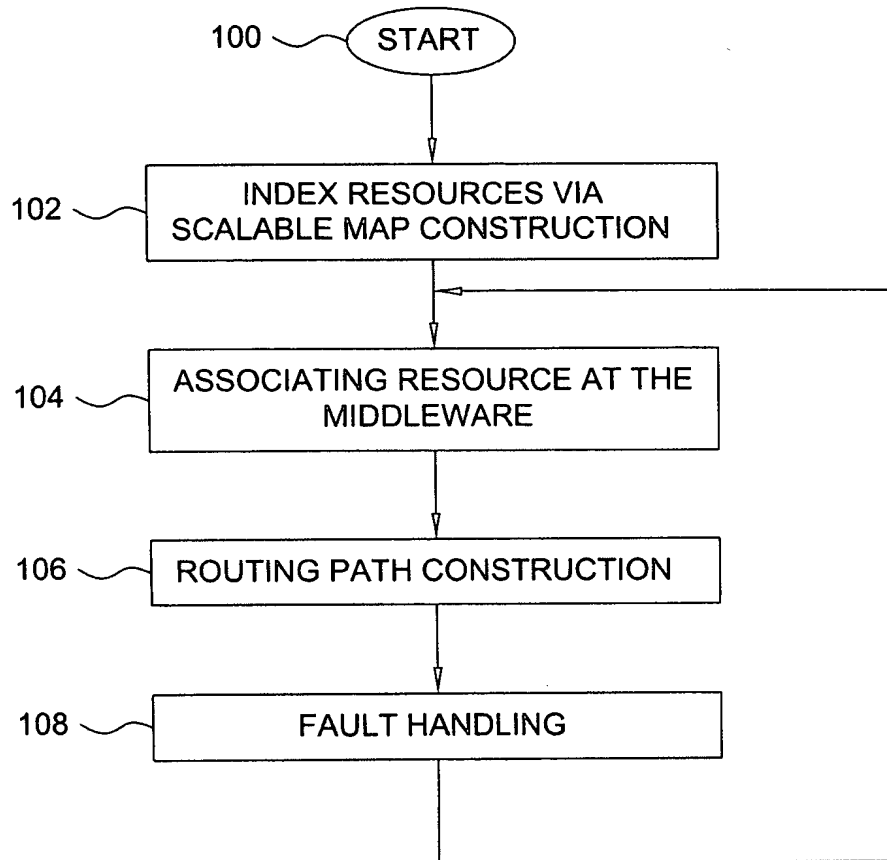 100 START
102 INDEX RESOURCES VIA
SCALABLE MAP CONSTRUCTION
104 ASSOCIATING RESOURCE AT THE
MIDDLEWARE
106 ROUTING PATH CONSTRUCTION
108 FAULT HANDLING